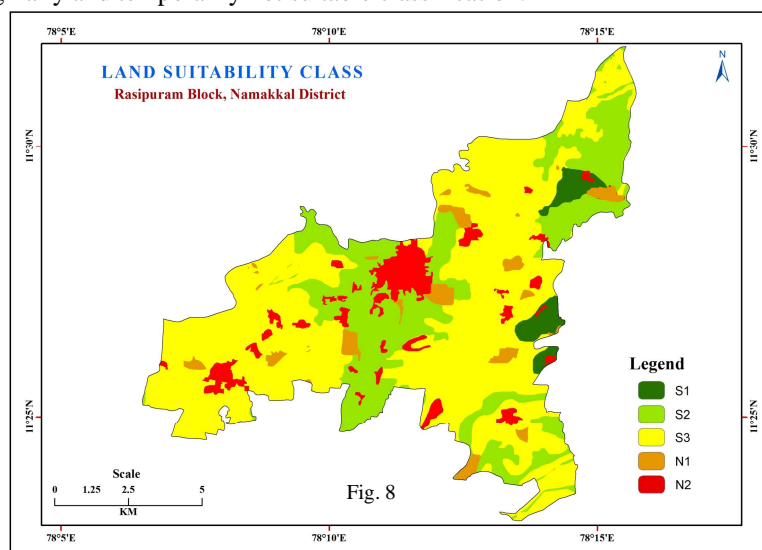 78°5'E 78°10'E 78°15'E
LAND SUITABILITY CLASS
Rasipuram Block, Namakkal District
N
11°30'N
11°30'N
Legend
S1
S2
S3
N1
N2
11°25'N
11°25'N
Scale
0 1.25 2.5 5
KM
Fig. 8
78°5'E 78°10'E 78°15'E